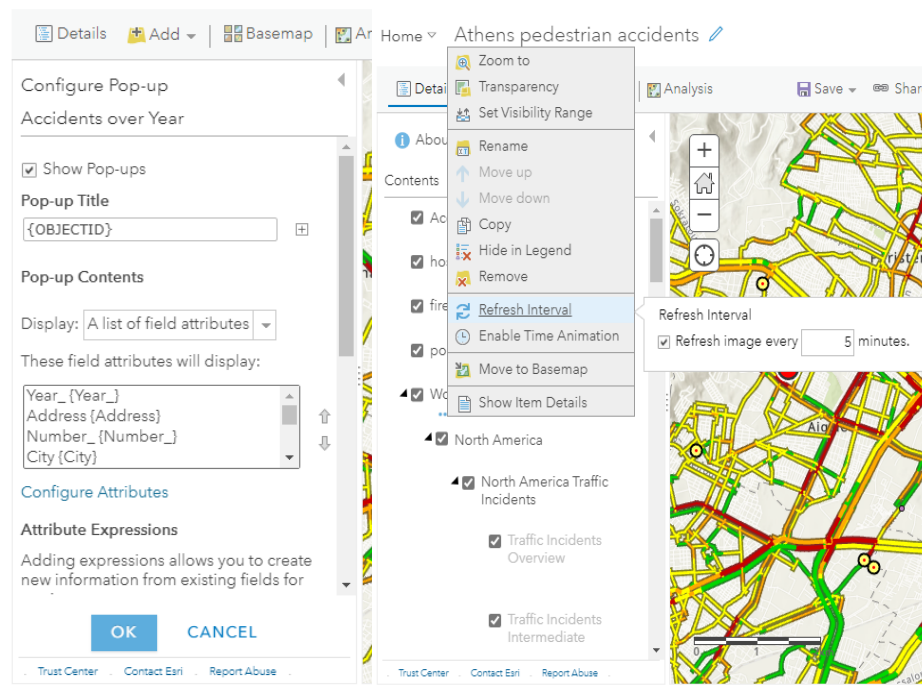 Details
Add
Basemap
Configure Pop-up
Accidents over Year
Show Pop-ups
Pop-up Title
{OBJECTID}
Pop-up Contents
Display: A list of field attributes
These field attributes will display:
Year_ {Year_}
Address {Address}
Number_ {Number_}
City {City}
Configure Attributes
Attribute Expressions
Adding expressions allows you to create
new information from existing fields for
OK
CANCEL
Trust Center
Contact Esri
Report Abuse
Home
Athens pedestrian accidents
Analysis
Save
Contents
Zoom to
Transparency
Set Visibility Range
Rename
Move up
Move down
Copy
Hide in Legend
Remove
Refresh Interval
Enable Time Animation
Move to Basemap
Show Item Details
Refresh Interval
Refresh image every 5 minutes.
North America
North America Traffic
Incidents
Traffic Incidents
Overview
Traffic Incidents
Intermediate
0 1
Trust Center
Contact Esri
Report Abuse